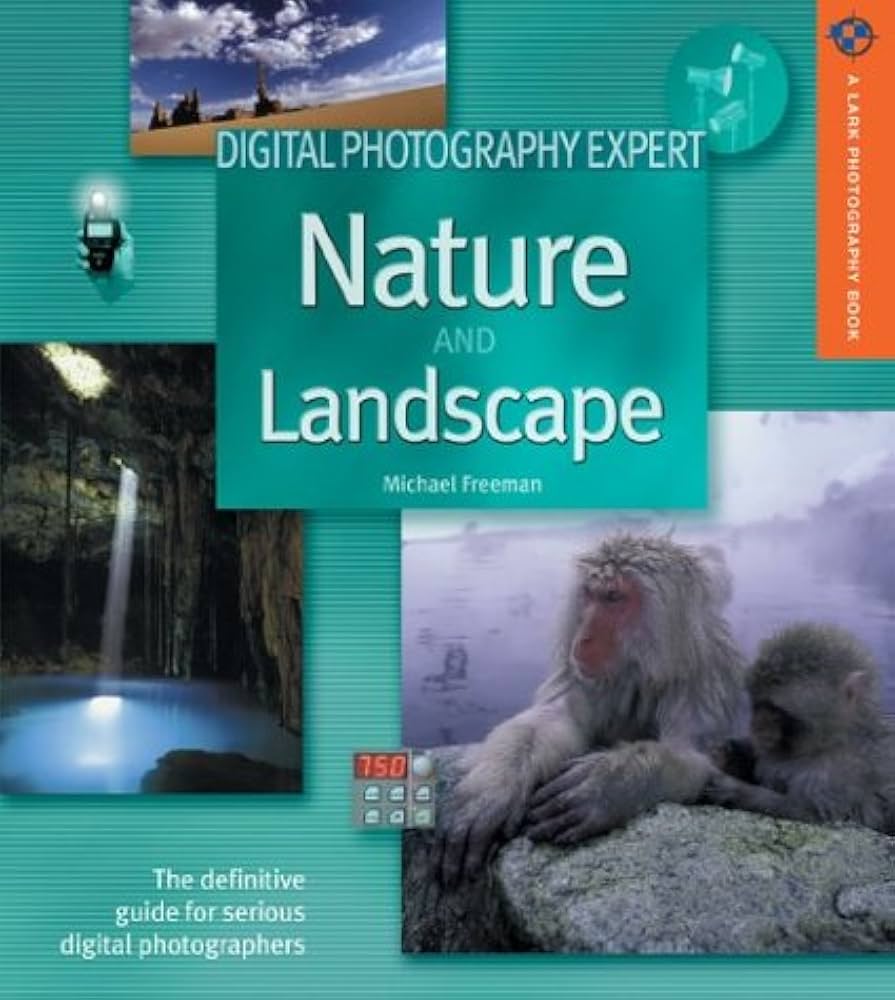 A LARK PHOTOGRAPHY BOOK
DIGITAL PHOTOGRAPHY EXPERT
Nature
AND
Landscape
Michael Freeman
750
The definitive
guide for serious
digital photographers